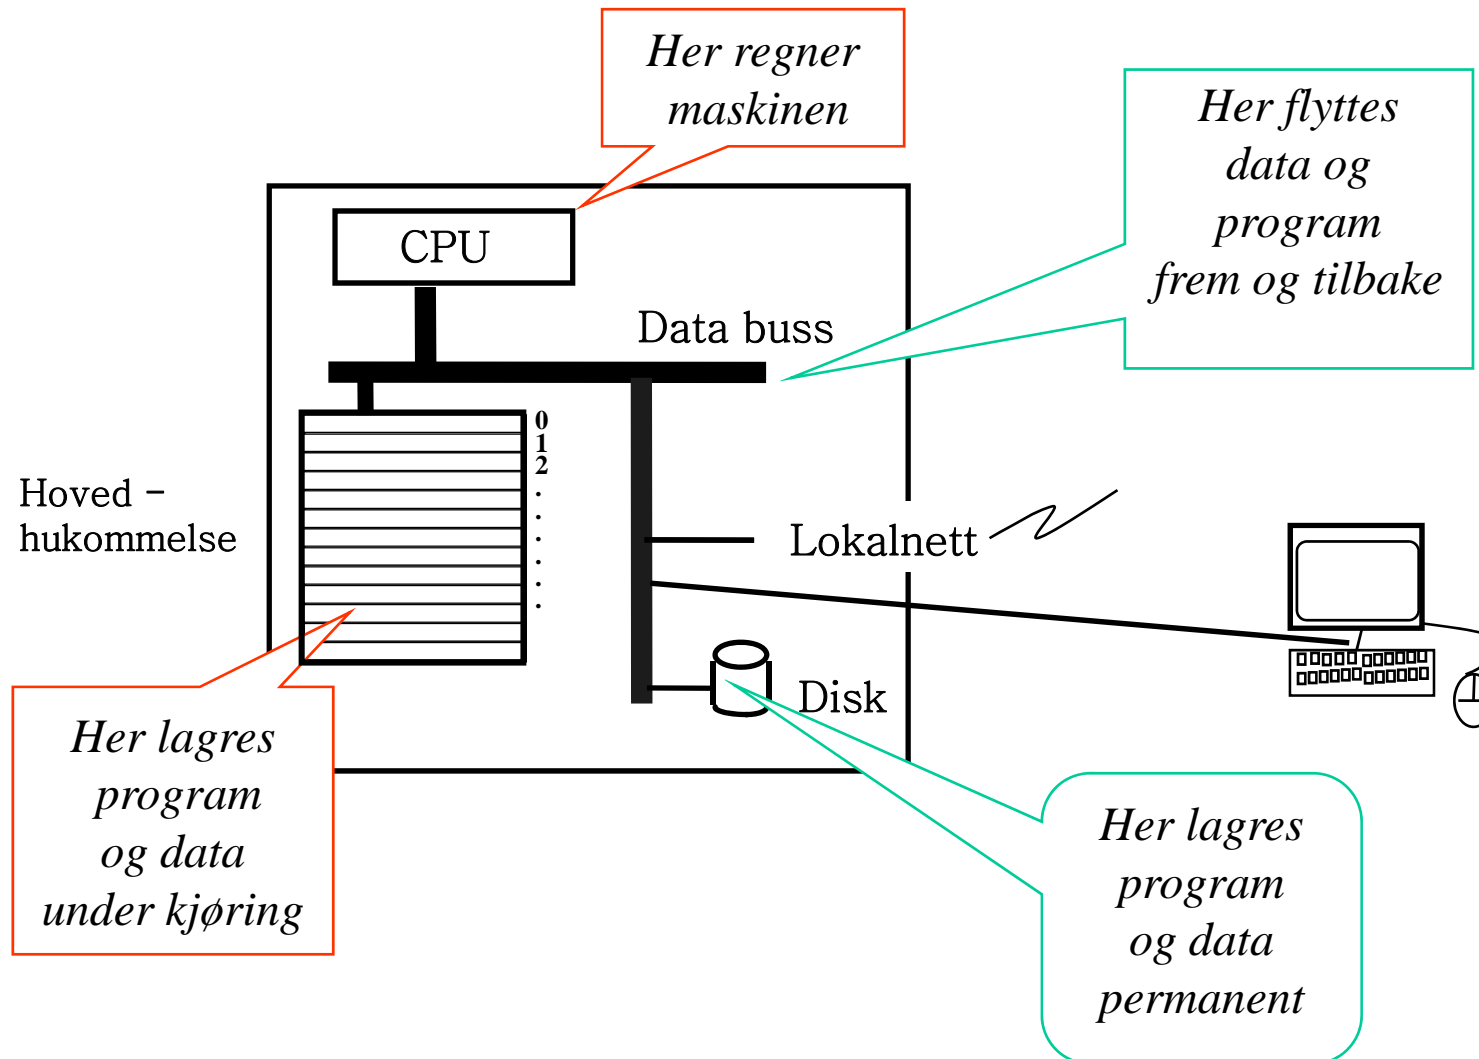 Her regner
maskinen
Her flyttes
data og
program
frem og tilbake
CPU
Data buss
0
1
2
Hoved -
hukommelse
Lokalnett
Disk
Her lagres
program
og data
under kjøring
Her lagres
program
og data
permanent